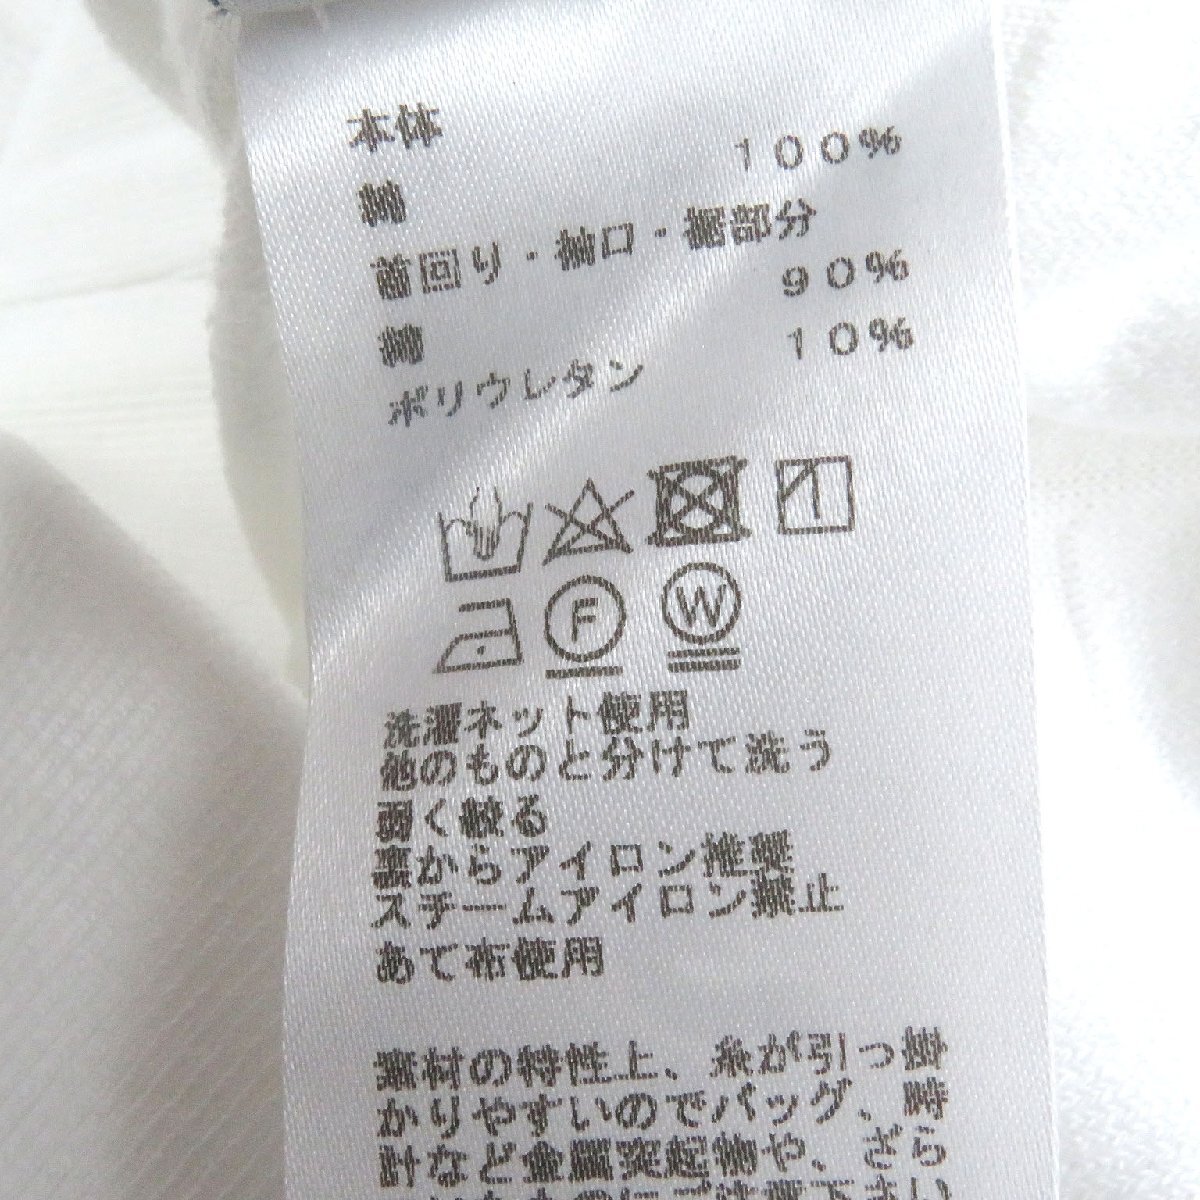 本体
綿 100%
首回り・袖口・裾部分
綿 90%
ポリウレタン 10%
F W
洗濯ネット使用
他のものと分けて洗う
弱く絞る
裏からアイロン推奨
スチームアイロン禁止
あて布使用
素材の特性上、糸が引っ掛
かりやすいのでバッグ、時
計など金属突起物や、ざら